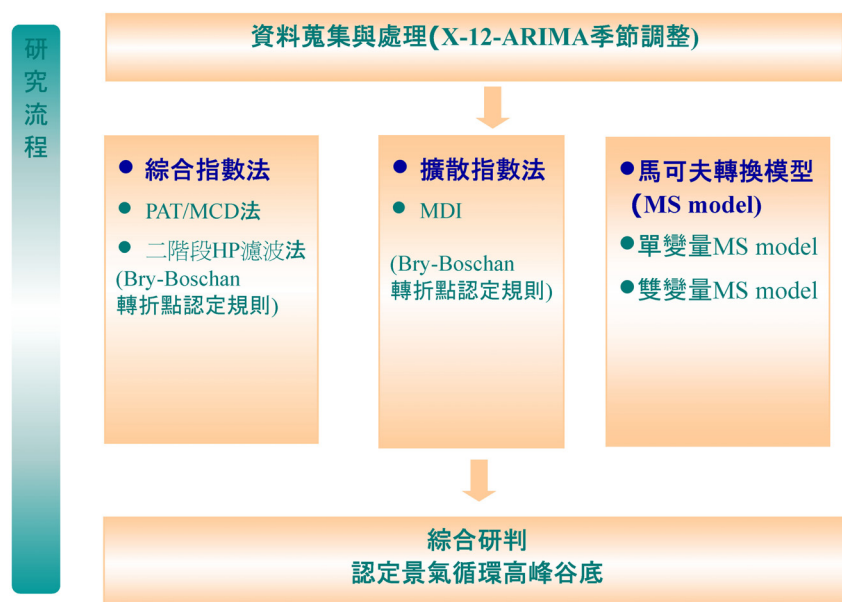 研究流程
資料蒐集與處理(X-12-ARIMA季節調整)
● 綜合指數法
● PAT/MCD法
● 二階段HP濾波法
(Bry-Boschan
轉折點認定規則)
● 擴散指數法
● MDI
(Bry-Boschan
轉折點認定規則)
●馬可夫轉換模型
(MS model)
●單變量MS model
●雙變量MS model
綜合研判
認定景氣循環高峰谷底